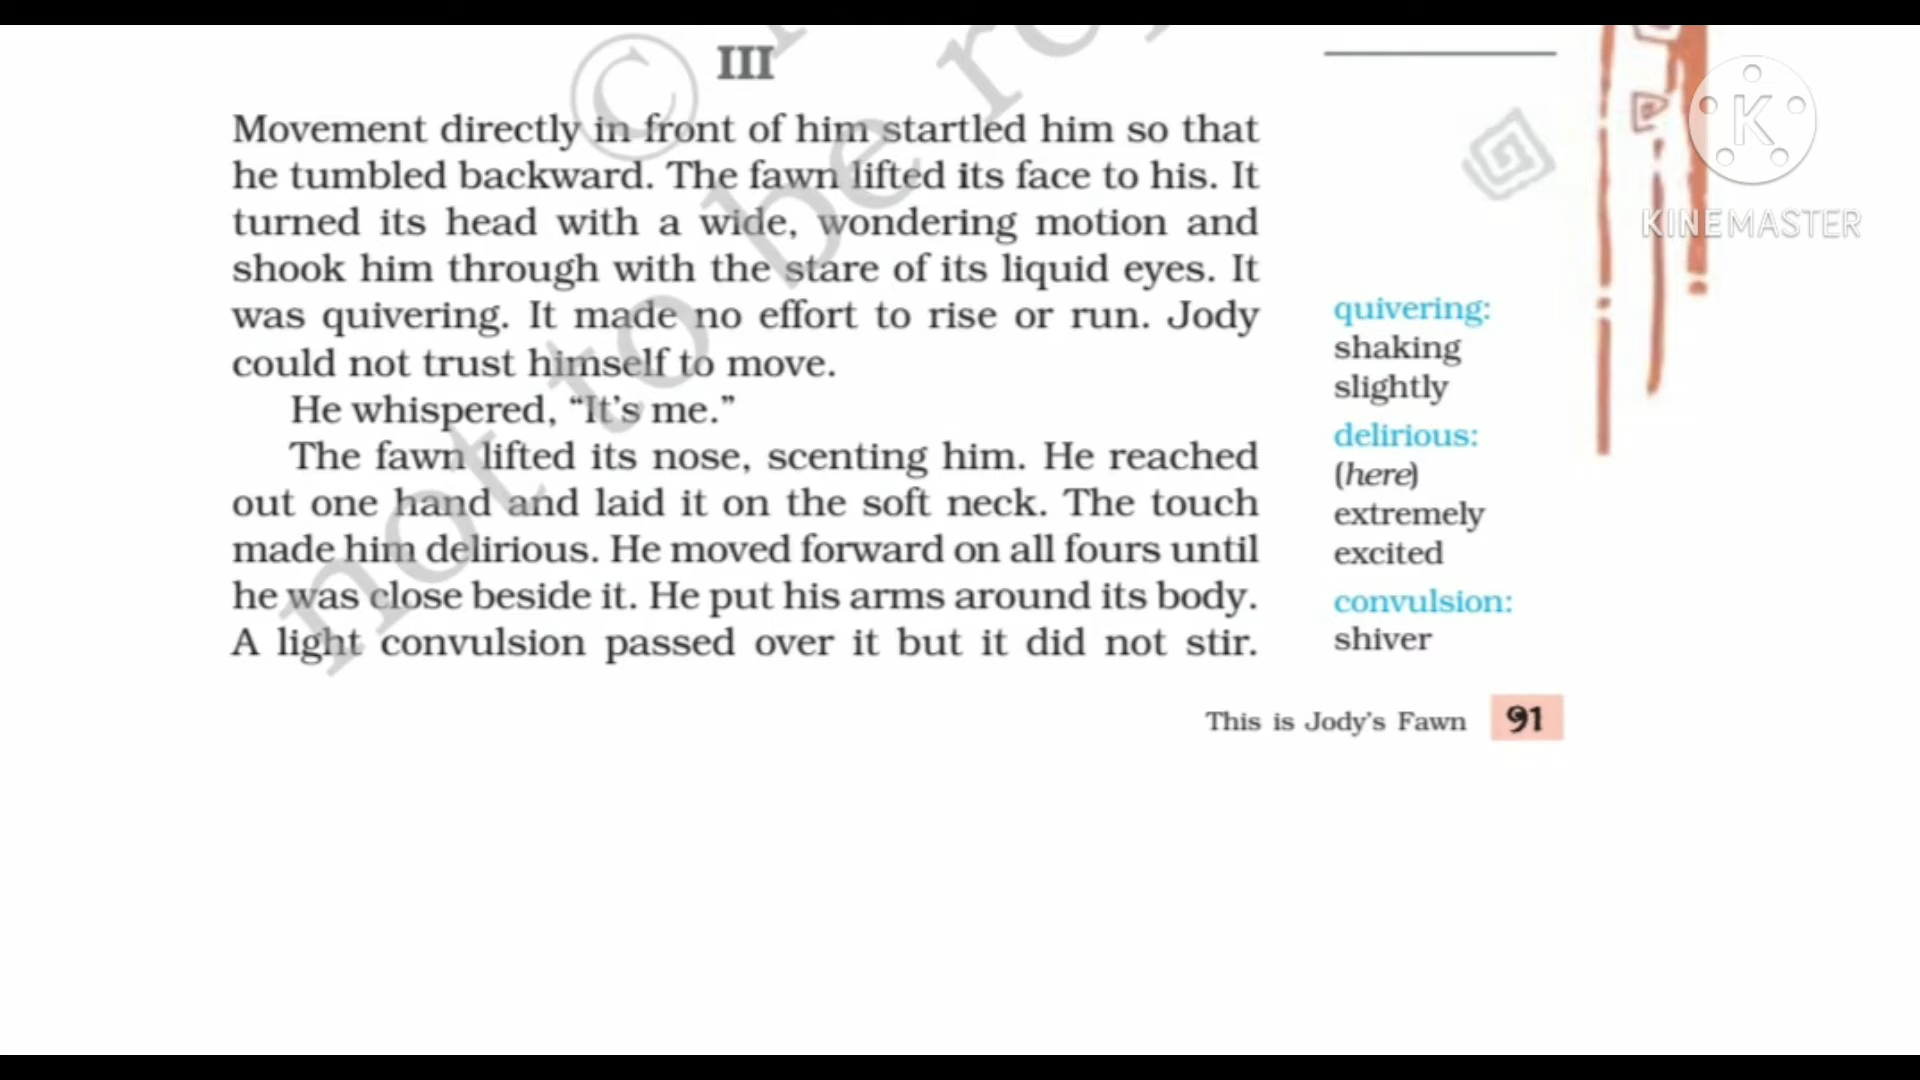 III
Movement directly in front of him startled him so that
he tumbled backward. The fawn lifted its face to his. It
turned its head with a wide, wondering motion and
shook him through with the stare of its liquid eyes. It
was quivering. It made no effort to rise or run. Jody
could not trust himself to move.
He whispered, “It’s me.”
The fawn lifted its nose, scenting him. He reached
out one hand and laid it on the soft neck. The touch
made him delirious. He moved forward on all fours until
he was close beside it. He put his arms around its body.
A light convulsion passed over it but it did not stir.
quivering:
shaking
slightly
delirious:
(here)
extremely
excited
convulsion:
shiver
This is Jody’s Fawn 91
©
not to be
K
KINEMASTER